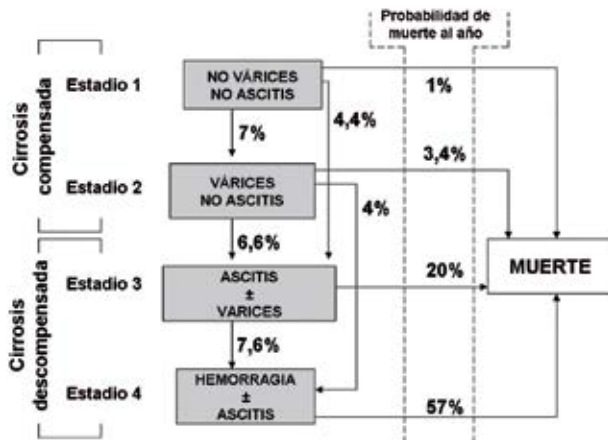 Probabilidad de
muerte al año
Cirrosis
compensada
Estadio 1
NO VÁRICES
NO ASCITIS
1%
4,4%
7%
3,4%
Estadio 2
VÁRICES
NO ASCITIS
4%
6,6%
Cirrosis
descompensada
Estadio 3
ASCITIS
±
VARICES
20%
MUERTE
7,6%
Estadio 4
HEMORRAGIA
±
ASCITIS
57%